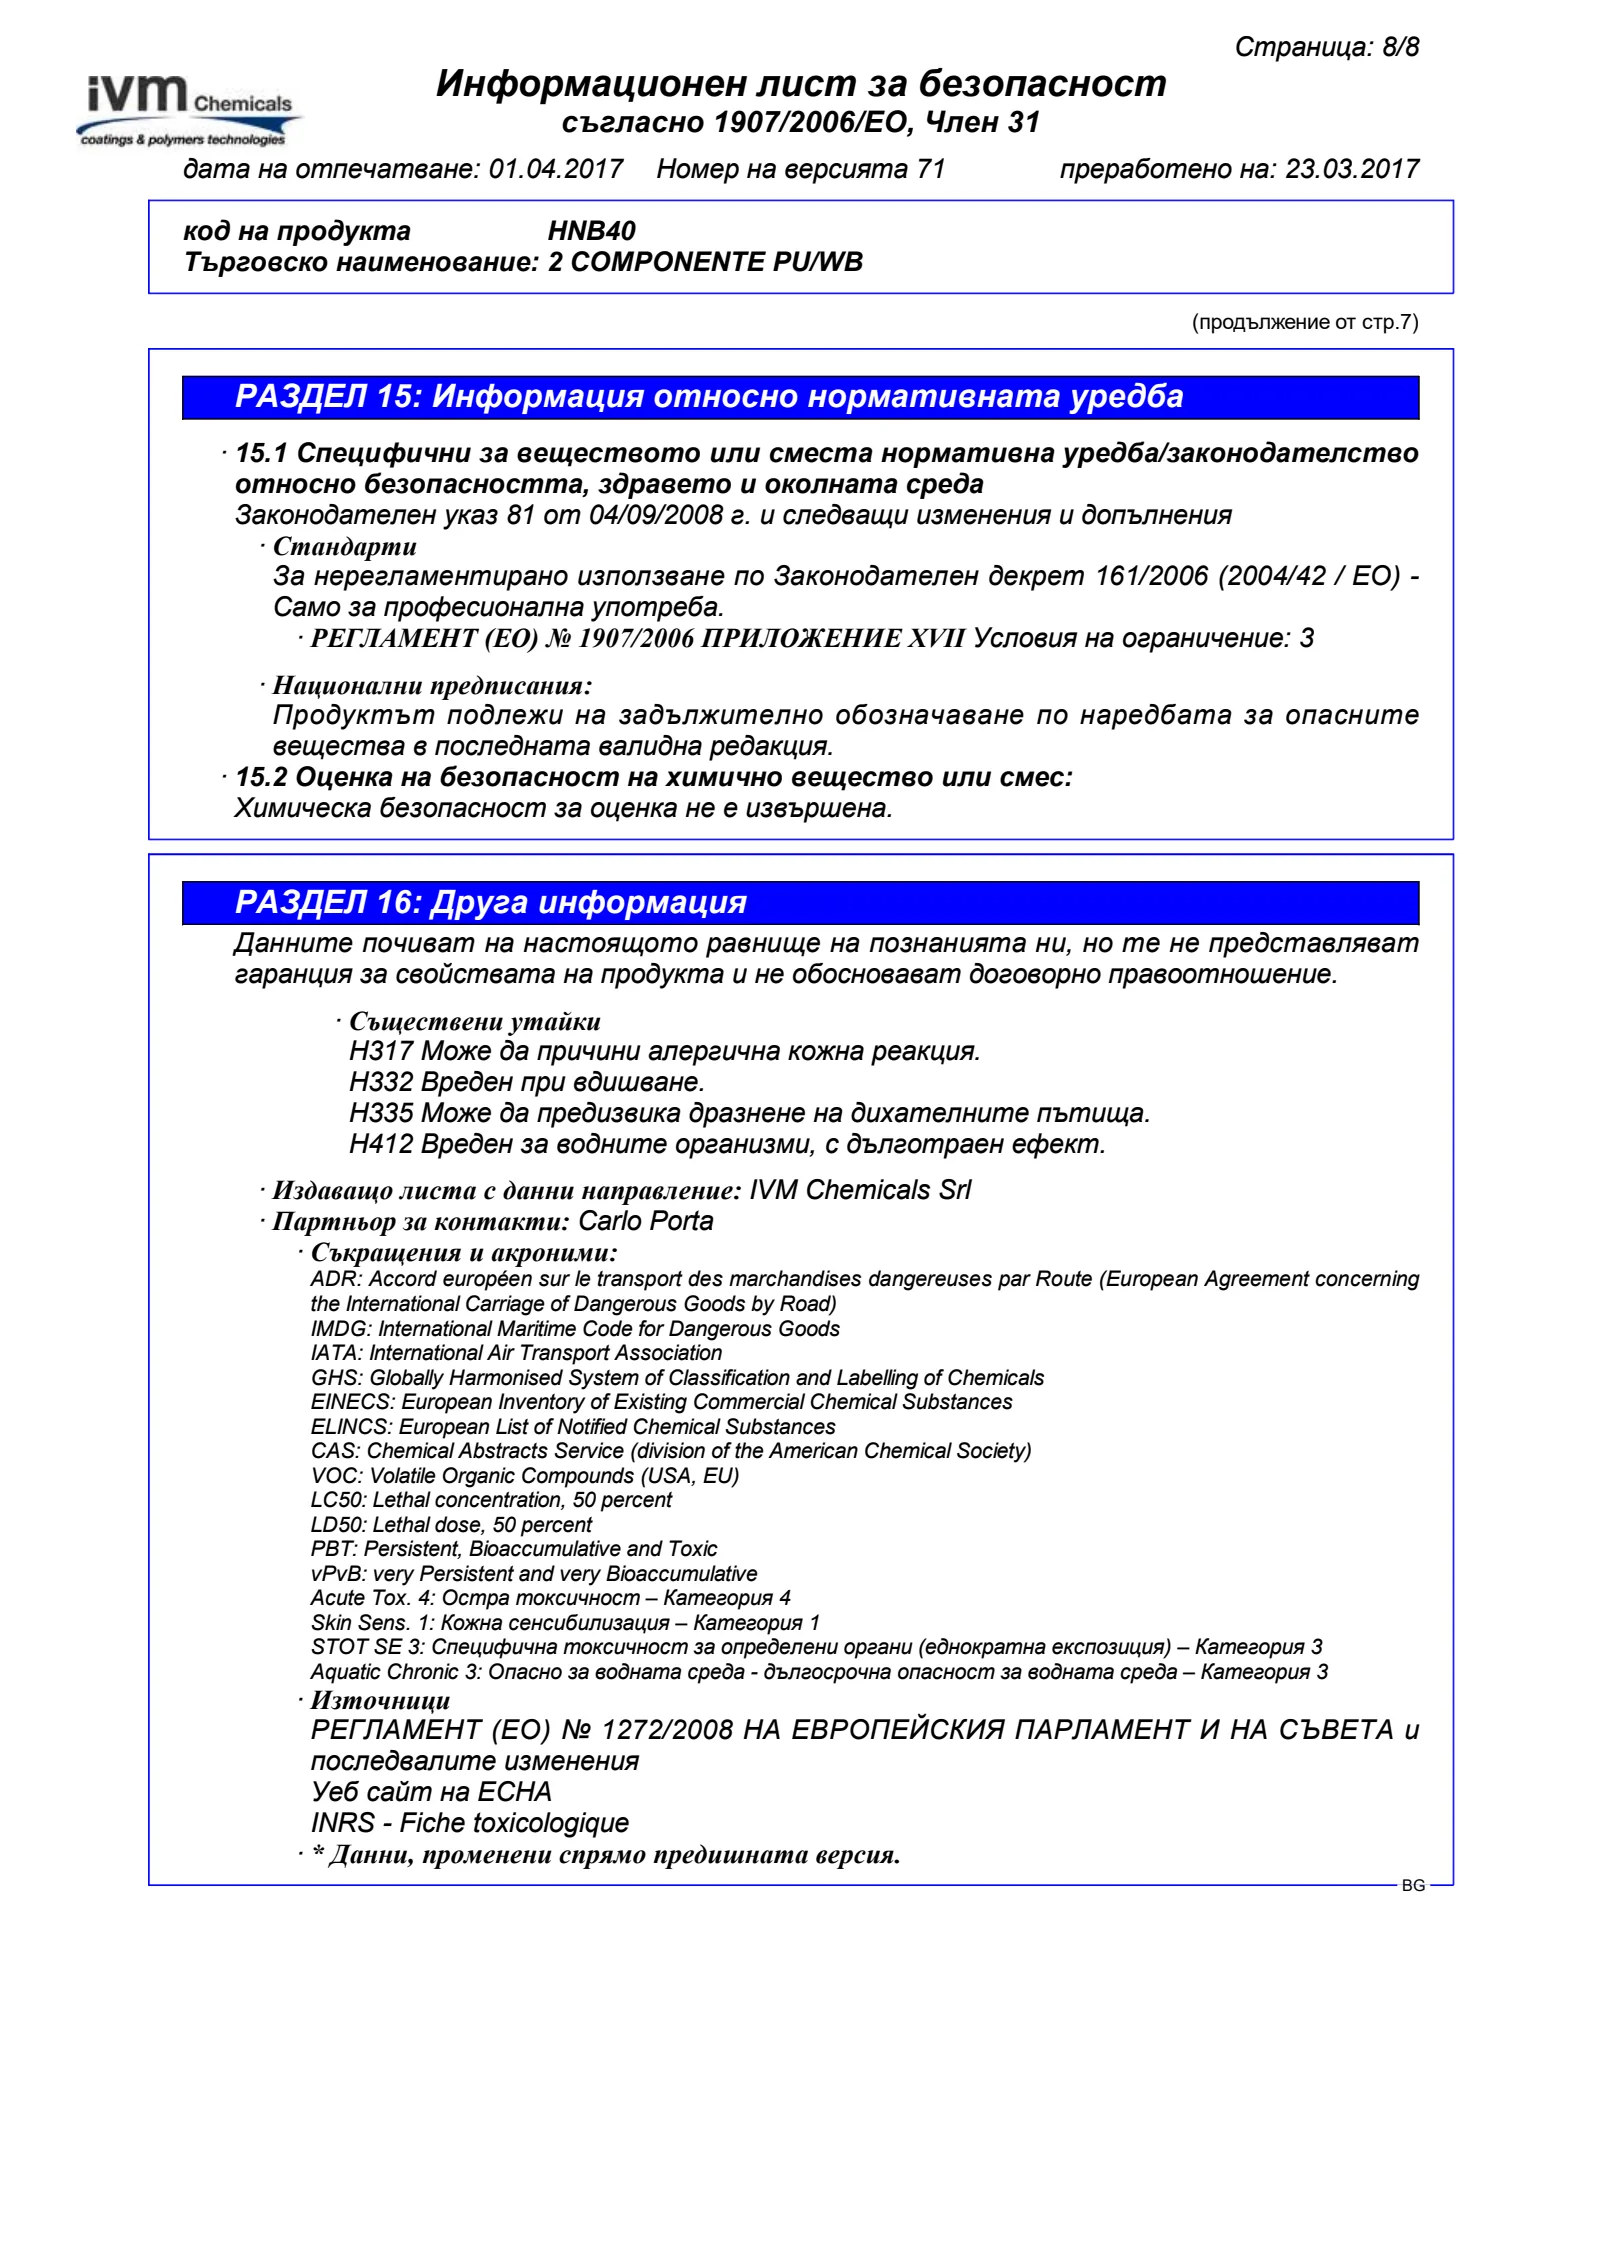 Страница: 8/8
ivm Chemicals
coatings & polymers technologies
Информационен лист за безопасност
съгласно 1907/2006/ЕО, Член 31
дата на отпечатване: 01.04.2017 Номер на версията 71 преработено на: 23.03.2017
код на продукта HNB40
Търговско наименование: 2 COMPONENTE PU/WB
(продължение от стр.7)
РАЗДЕЛ 15: Информация относно нормативната уредба
· 15.1 Специфични за веществото или сместа нормативна уредба/законодателство
относно безопасността, здравето и околната среда
Законодателен указ 81 от 04/09/2008 г. и следващи изменения и допълнения
· Стандарти
За нерегламентирано използване по Законодателен декрет 161/2006 (2004/42 / EO) -
Само за професионална употреба.
· РЕГЛАМЕНТ (ЕО) № 1907/2006 ПРИЛОЖЕНИЕ XVII Условия на ограничение: 3
· Национални предписания:
Продуктът подлежи на задължително обозначаване по наредбата за опасните
вещества в последната валидна редакция.
· 15.2 Оценка на безопасност на химично вещество или смес:
Химическа безопасност за оценка не е извършена.
РАЗДЕЛ 16: Друга информация
Данните почиват на настоящото равнище на познанията ни, но те не представляват
гаранция за свойствата на продукта и не обосновават договорно правоотношение.
· Съществени утайки
H317 Може да причини алергична кожна реакция.
H332 Вреден при вдишване.
H335 Може да предизвика дразнене на дихателните пътища.
H412 Вреден за водните организми, с дълготраен ефект.
· Издаващо листа с данни направление: IVM Chemicals Srl
· Партньор за контакти: Carlo Porta
· Съкращения и акроними:
ADR: Accord européen sur le transport des marchandises dangereuses par Route (European Agreement concerning
the International Carriage of Dangerous Goods by Road)
IMDG: International Maritime Code for Dangerous Goods
IATA: International Air Transport Association
GHS: Globally Harmonised System of Classification and Labelling of Chemicals
EINECS: European Inventory of Existing Commercial Chemical Substances
ELINCS: European List of Notified Chemical Substances
CAS: Chemical Abstracts Service (division of the American Chemical Society)
VOC: Volatile Organic Compounds (USA, EU)
LC50: Lethal concentration, 50 percent
LD50: Lethal dose, 50 percent
PBT: Persistent, Bioaccumulative and Toxic
vPvB: very Persistent and very Bioaccumulative
Acute Tox. 4: Остра токсичност – Категория 4
Skin Sens. 1: Кожна сенсибилизация – Категория 1
STOT SE 3: Специфична токсичност за определени органи (еднократна експозиция) – Категория 3
Aquatic Chronic 3: Опасно за водната среда - дългосрочна опасност за водната среда – Категория 3
· Източници
РЕГЛАМЕНТ (ЕО) № 1272/2008 НА ЕВРОПЕЙСКИЯ ПАРЛАМЕНТ И НА СЪВЕТА и
последвалите изменения
Уеб сайт на ECHA
INRS - Fiche toxicologique
· * Данни, променени спрямо предишната версия.
BG